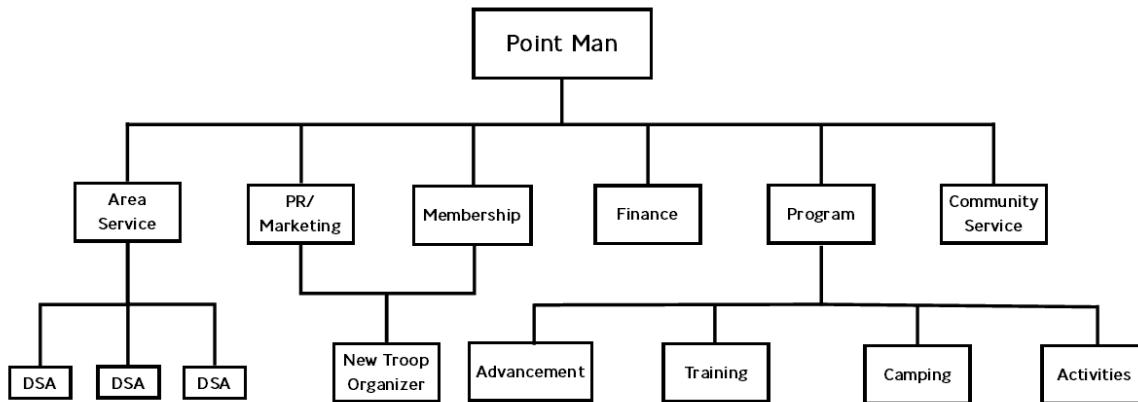 Point Man
Area
Service
PR/
Marketing
Membership
Finance
Program
Community
Service
DSA
DSA
DSA
New Troop
Organizer
Advancement
Training
Camping
Activities